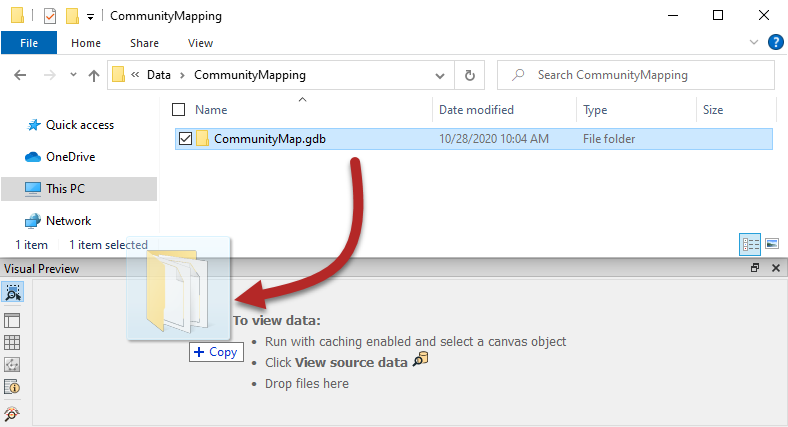 CommunityMapping
File Home Share View
Data CommunityMapping Search CommunityMapping
Name Date modified Type Size
Quick access
CommunityMap.gdb 10/28/2020 10:04 AM File folder
OneDrive
This PC
Network
1 item 1 item selected
Visual Preview
To view data:
Run with caching enabled and select a canvas object
+ Copy
Click View source data
Drop files here